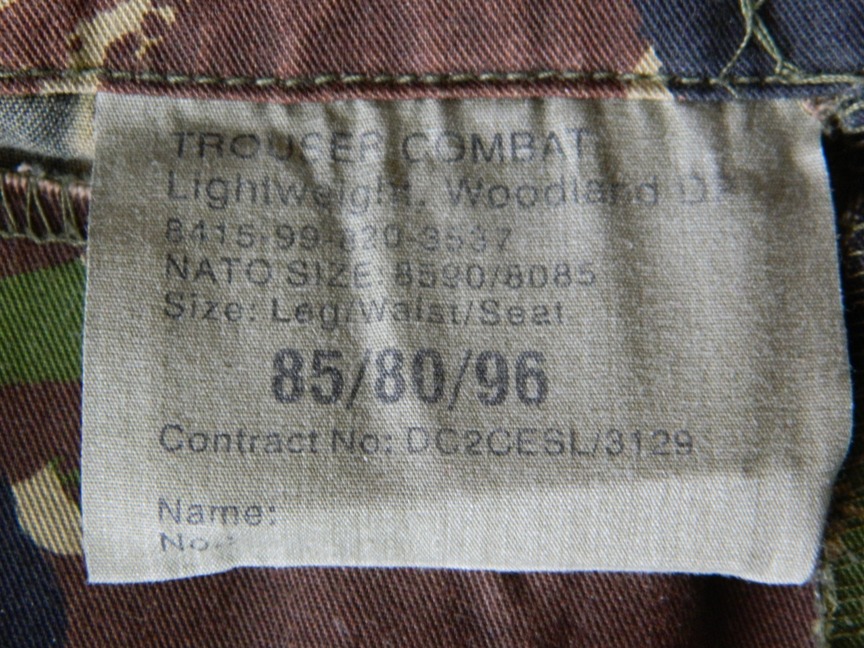 TROUSER COMBAT
Lightweight, Woodland DP
8415-99-820-3537
NATO SIZE: 8590/8085
Size: Leg/Waist/Seat
85/80/96
Contract No: DC2CESL/3129
Name:
No.: